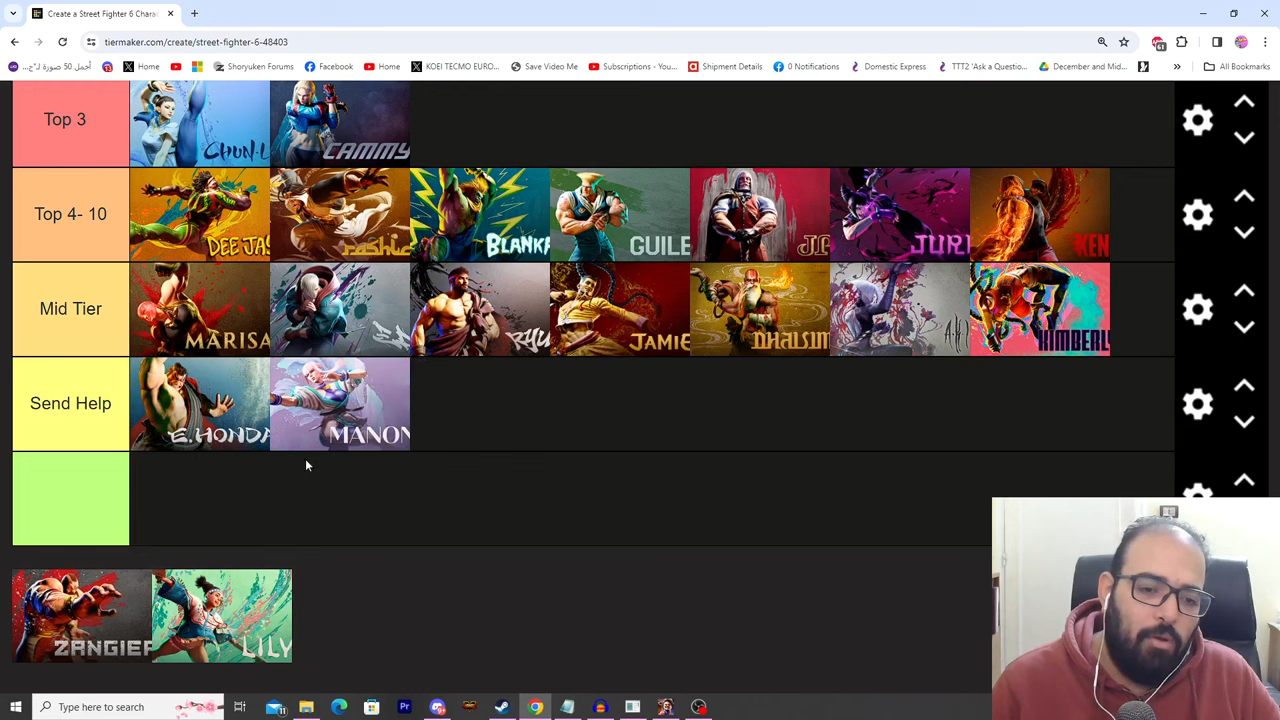 Create a Street Fighter 6 Chara
tiermaker.com/create/street-fighter-6-48403
61
أجمل 50 صورة لـ"ح...
Home
Shoryuken Forums
Facebook
Home
KOEI TECMO EURO...
Save Video Me
Subscriptions - You...
Shipment Details
0 Notifications
Domestic Express
TTT2 'Ask a Questio...
December and Mid...
»
All Bookmarks
Top 3
CHUN-L
CAMMY
Top 4- 10
DEE JA
rashid
BLANKA
GUILE
JURI
KEN
Mid Tier
MARISA
RYU
JAMIE
DHALSIM
A.K.I
KIMBERLY
Send Help
E.HONDA
MANON
ZANGIEF
LILY
Type here to search